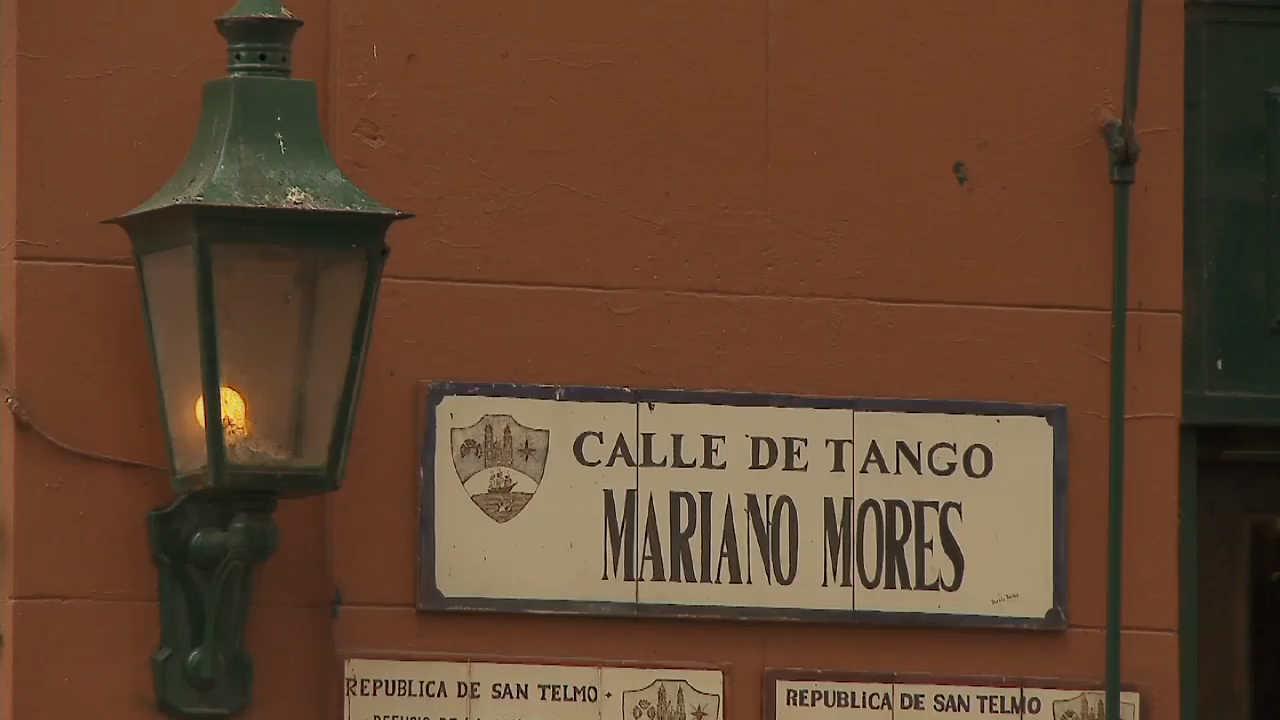 CALLE DE TANGO
MARIANO MORES
REPUBLICA DE SAN TELMO
REPUBLICA DE SAN TELMO